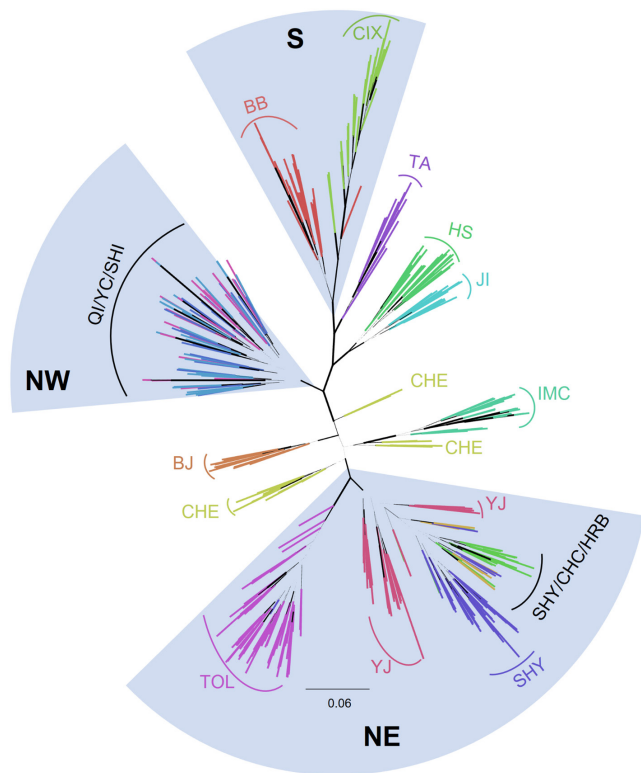 S
CIX
BB
TA
HS
JI
QI/YC/SHI
NW
CHE
IMC
CHE
BJ
CHE
YJ
SHY/CHC/HRB
TOL
YJ
SHY
0.06
NE